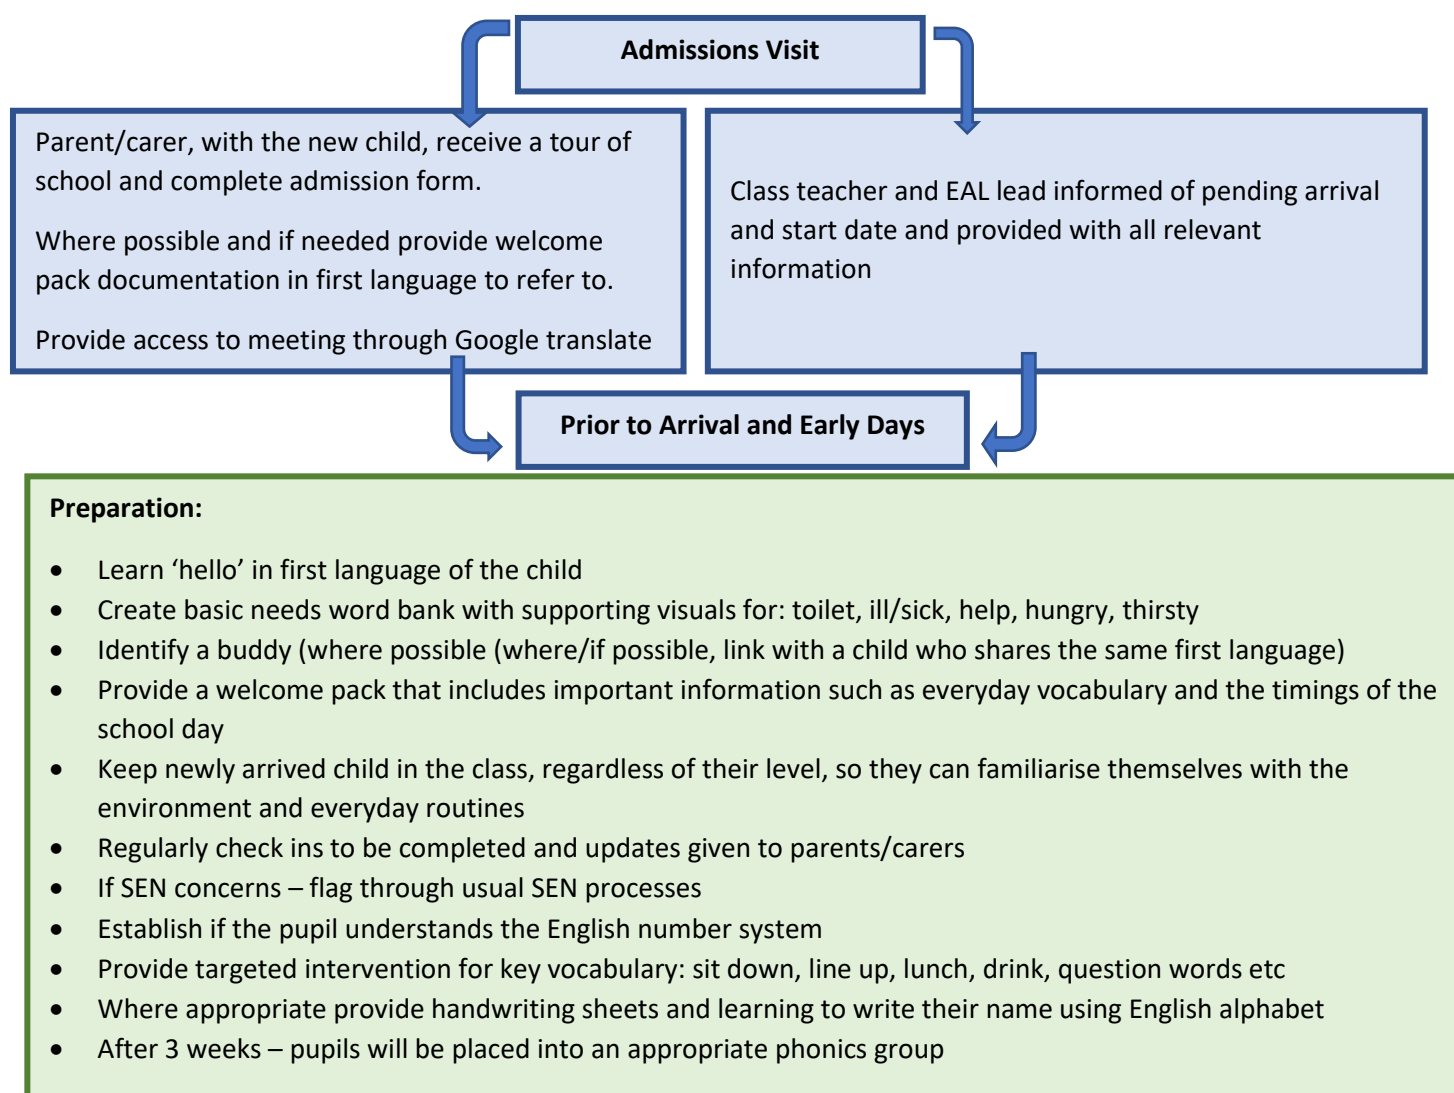 Admissions Visit
Parent/carer, with the new child, receive a tour of
school and complete admission form.
Where possible and if needed provide welcome
pack documentation in first language to refer to.
Provide access to meeting through Google translate
Class teacher and EAL lead informed of pending arrival
and start date and provided with all relevant
information
Prior to Arrival and Early Days
Preparation:
• Learn ‘hello’ in first language of the child
• Create basic needs word bank with supporting visuals for: toilet, ill/sick, help, hungry, thirsty
• Identify a buddy (where possible (where/if possible, link with a child who shares the same first language)
• Provide a welcome pack that includes important information such as everyday vocabulary and the timings of the
school day
• Keep newly arrived child in the class, regardless of their level, so they can familiarise themselves with the
environment and everyday routines
• Regularly check ins to be completed and updates given to parents/carers
• If SEN concerns – flag through usual SEN processes
• Establish if the pupil understands the English number system
• Provide targeted intervention for key vocabulary: sit down, line up, lunch, drink, question words etc
• Where appropriate provide handwriting sheets and learning to write their name using English alphabet
• After 3 weeks – pupils will be placed into an appropriate phonics group